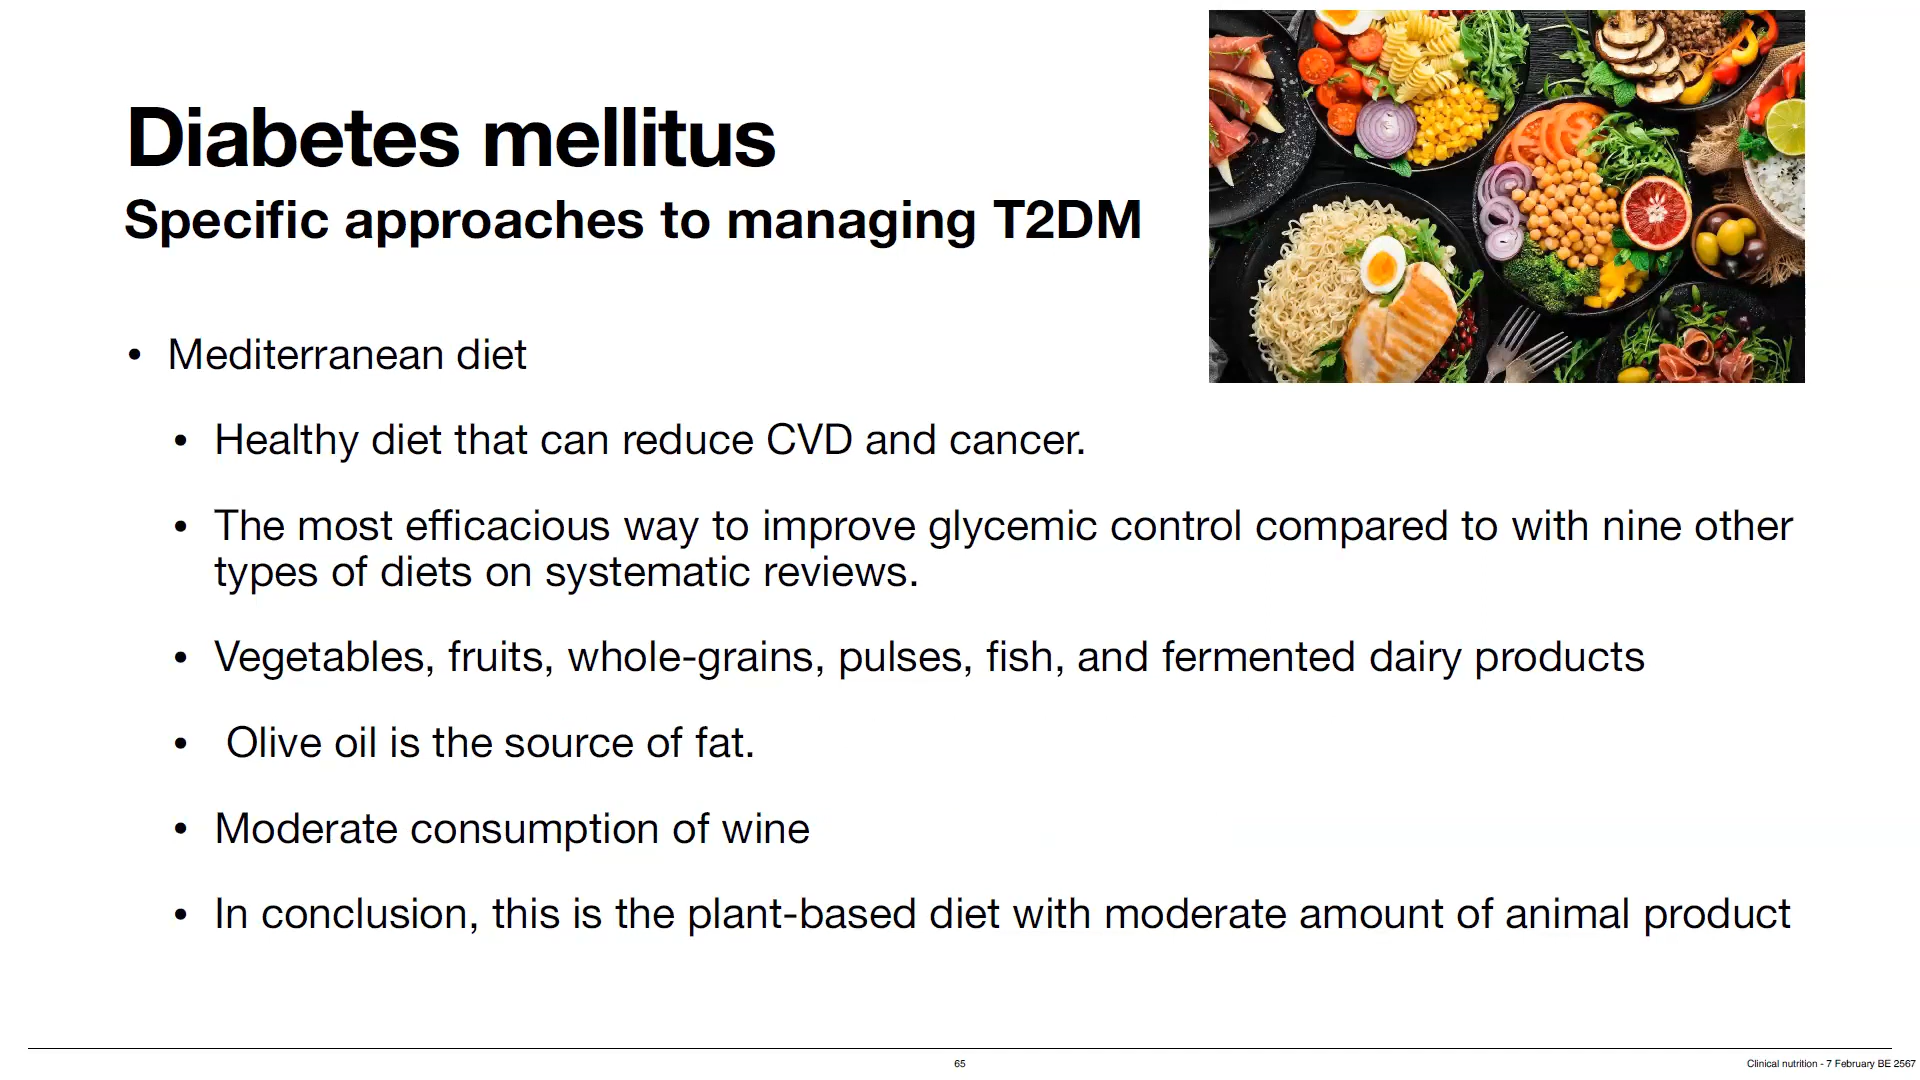 Diabetes mellitus
Specific approaches to managing T2DM
• Mediterranean diet
• Healthy diet that can reduce CVD and cancer.
• The most efficacious way to improve glycemic control compared to with nine other
types of diets on systematic reviews.
• Vegetables, fruits, whole-grains, pulses, fish, and fermented dairy products
• Olive oil is the source of fat.
• Moderate consumption of wine
• In conclusion, this is the plant-based diet with moderate amount of animal product
65
Clinical nutrition - 7 February BE 2567